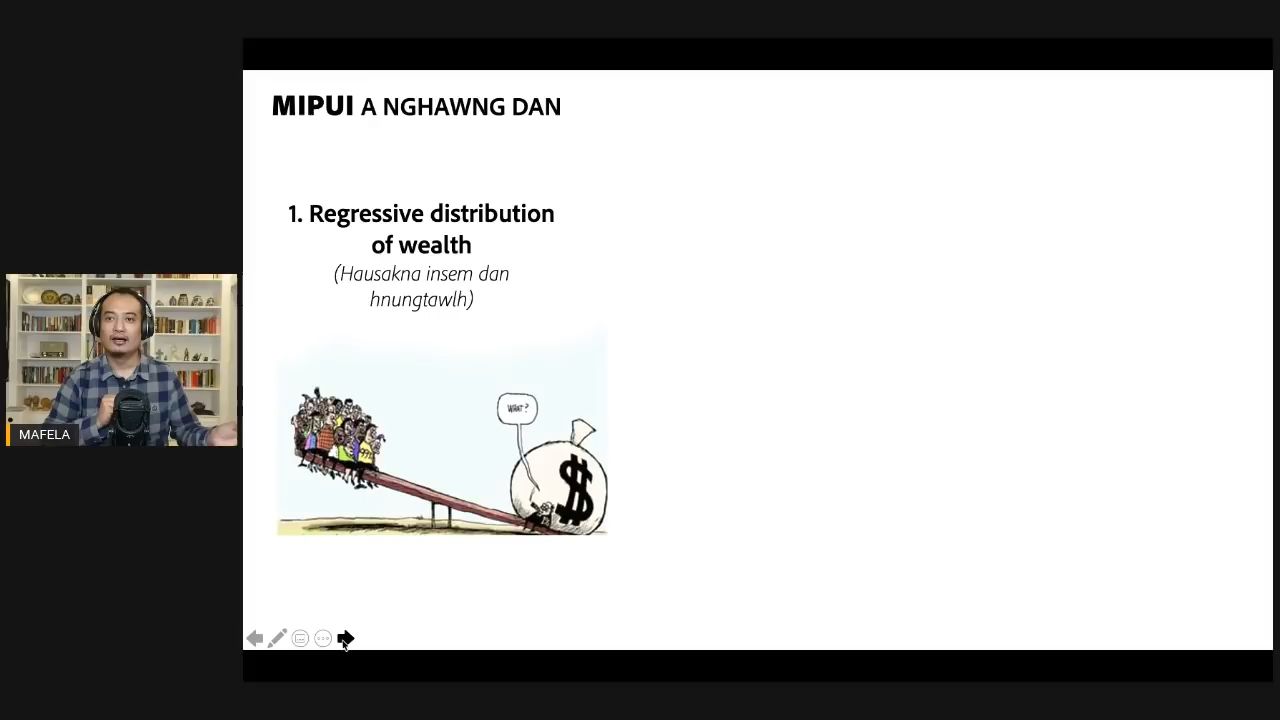 MIPUI A NGHAWNG DAN
1. Regressive distribution
of wealth
(Hausakna insem dan
hnungtawlh)
WHAT?
$
MAFELA